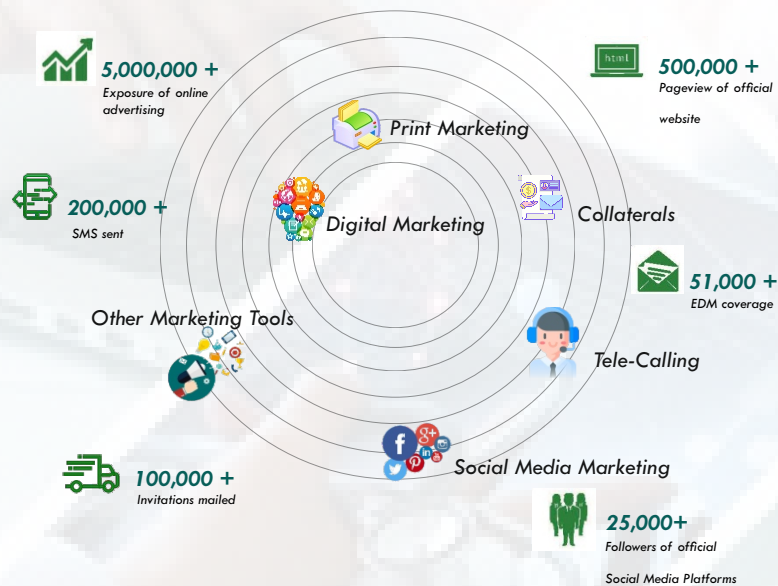 html
5,000,000 +
Exposure of online
advertising
500,000 +
Pageview of official
website
Print Marketing
200,000 +
SMS sent
Digital Marketing
Collaterals
51,000 +
EDM coverage
Other Marketing Tools
Tele-Calling
f
g+
in
Social Media Marketing
100,000 +
Invitations mailed
25,000+
Followers of official
Social Media Platforms